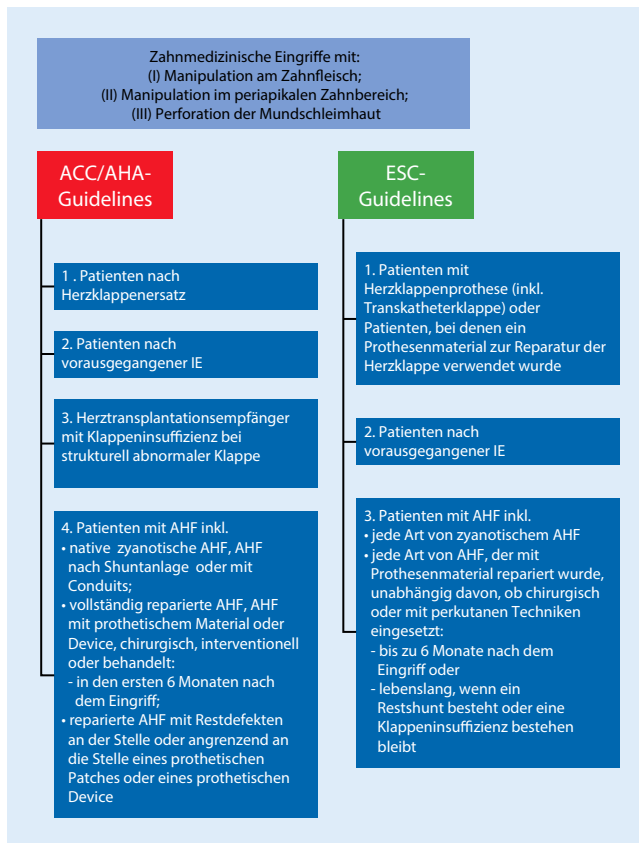 Zahnmedizinische Eingriffe mit:
(I) Manipulation am Zahnfleisch;
(II) Manipulation im periapikalen Zahnbereich;
(III) Perforation der Mundschleimhaut
ACC/AHA-
Guidelines
1 . Patienten nach
Herzklappenersatz
2. Patienten nach
vorausgegangener IE
3. Herztransplantationsempfänger
mit Klappeninsuffizienz bei
strukturell abnormaler Klappe
4. Patienten mit AHF inkl.
• native zyanotische AHF, AHF
nach Shuntanlage oder mit
Conduits;
• vollständig reparierte AHF, AHF
mit prothetischem Material oder
Device, chirurgisch, interventionell
oder behandelt:
- in den ersten 6 Monaten nach
dem Eingriff;
• reparierte AHF mit Restdefekten
an der Stelle oder angrenzend an
die Stelle eines prothetischen
Patches oder eines prothetischen
Device
ESC-
Guidelines
1. Patienten mit
Herzklappenprothese (inkl.
Transkatheterklappe) oder
Patienten, bei denen ein
Prothesenmaterial zur Reparatur der
Herzklappe verwendet wurde
2. Patienten nach
vorausgegangener IE
3. Patienten mit AHF inkl.
• jede Art von zyanotischem AHF
• jede Art von AHF, der mit
Prothesenmaterial repariert wurde,
unabhängig davon, ob chirurgisch
oder mit perkutanen Techniken
eingesetzt:
- bis zu 6 Monate nach dem
Eingriff oder
- lebenslang, wenn ein
Restshunt besteht oder eine
Klappeninsuffizienz bestehen
bleibt